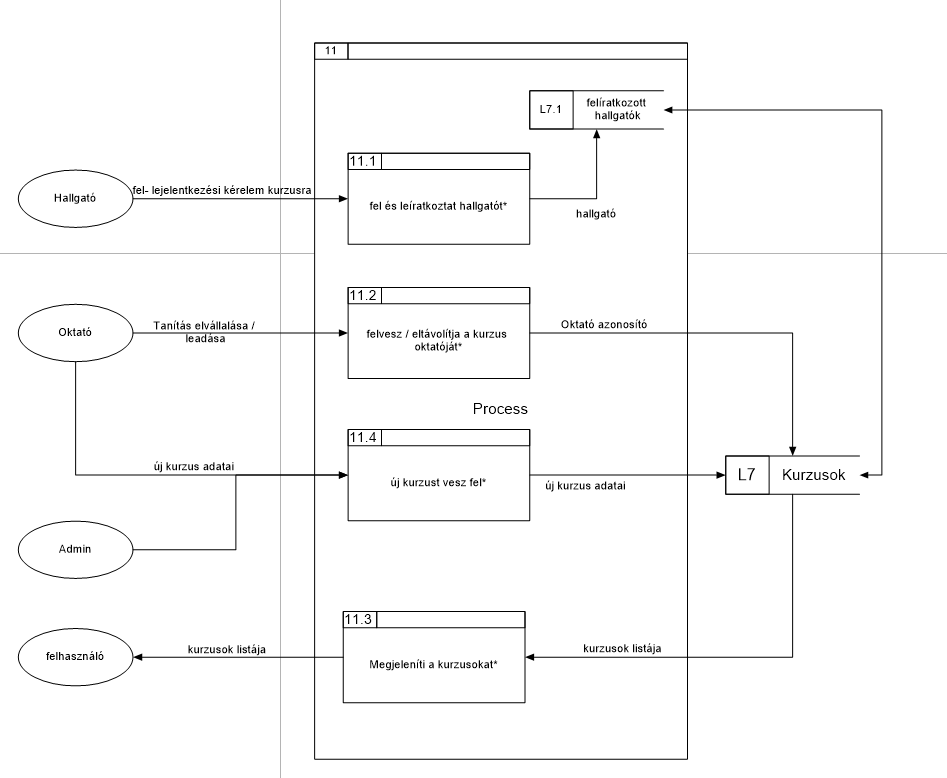 11
L7.1
felíratkozott
hallgatók
11.1
fel- lejelentkezési kérelem kurzusra
Hallgató
fel és leíratkoztat hallgatót*
hallgató
11.2
Oktató
Tanítás elvállalása /
leadása
felvesz / eltávolítja a kurzus
oktatóját*
Oktató azonosító
Process
11.4
új kurzus adatai
új kurzust vesz fel*
új kurzus adatai
L7
Kurzusok
Admin
11.3
felhasználó
kurzusok listája
Megjeleníti a kurzusokat*
kurzusok listája